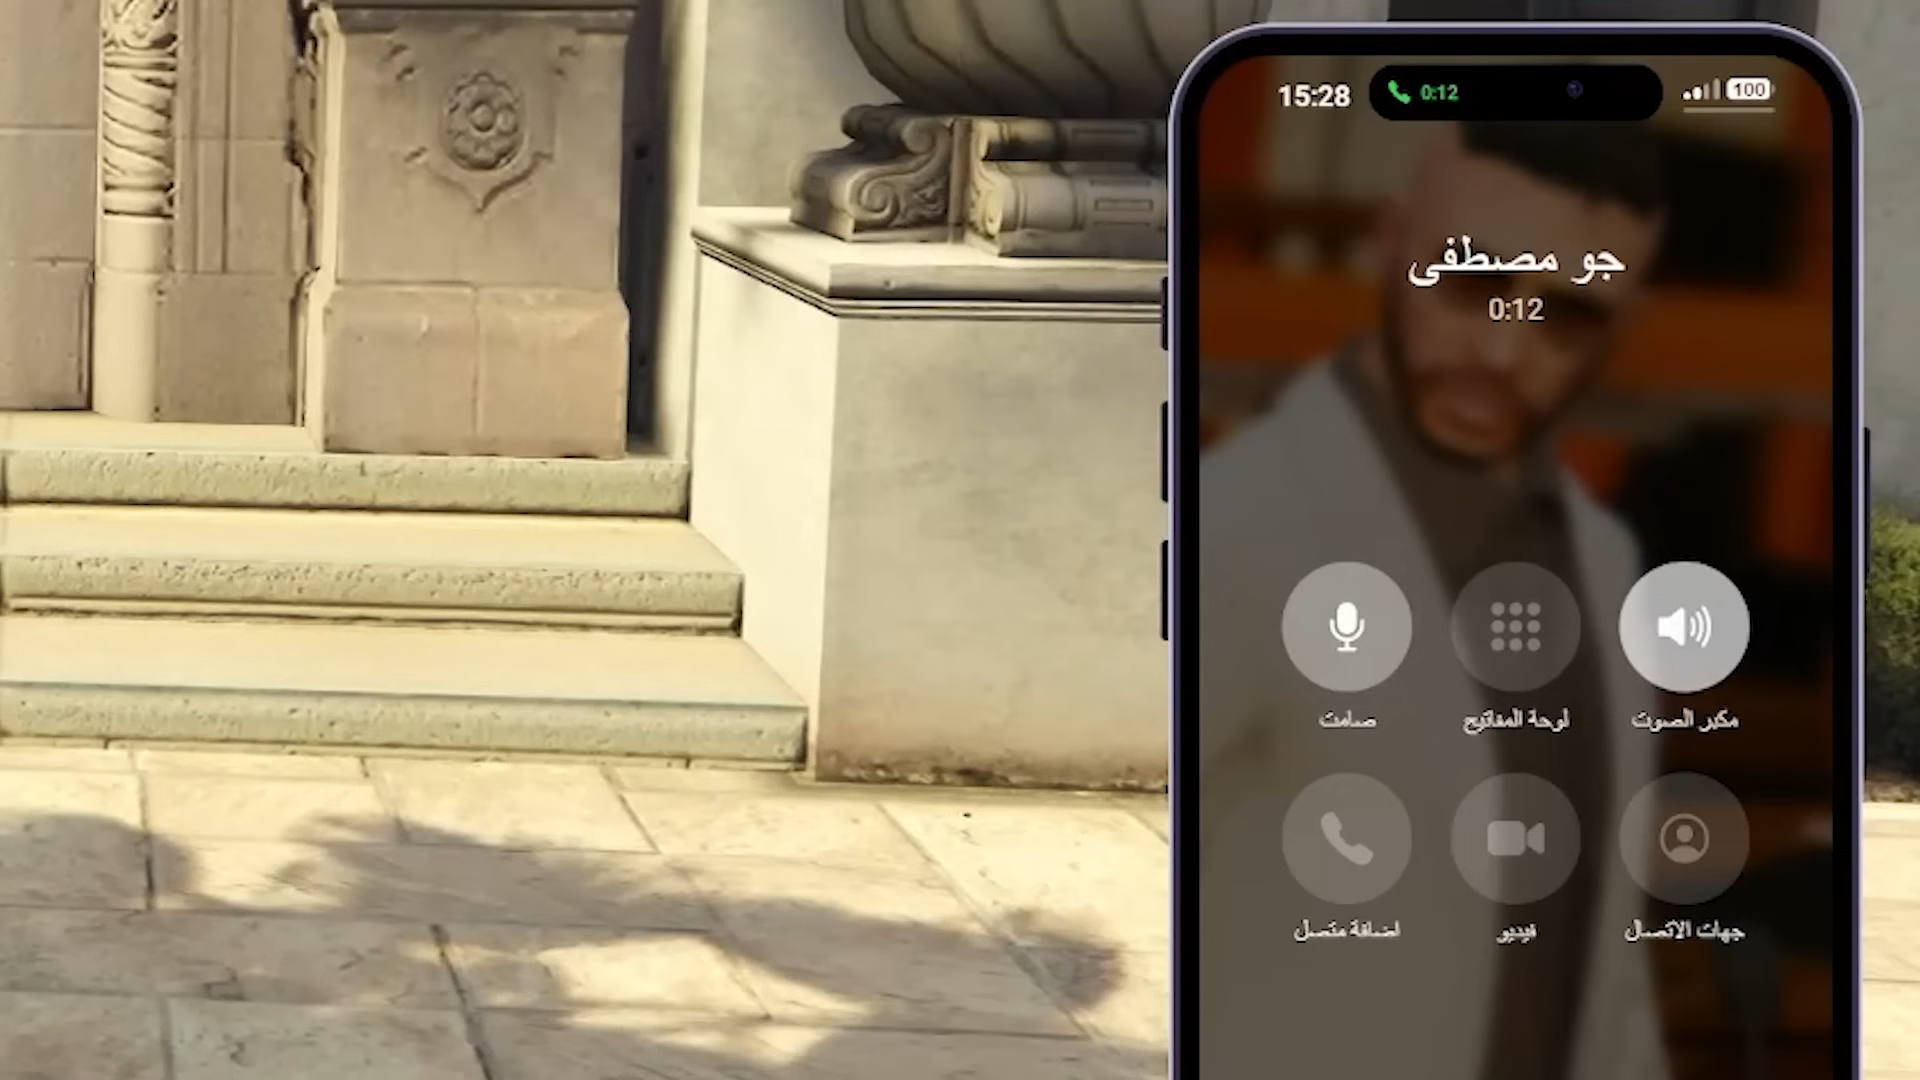 15:28
0:12
100
جو مصطفى
0:12
صامت
لوحة المفاتيح
مكبر الصوت
اضافة متصل
فيديو
جهات الاتصال